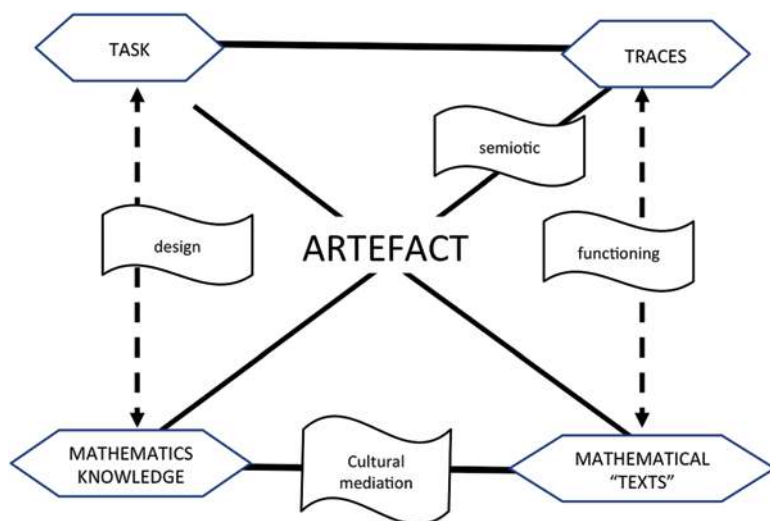 TASK
TRACES
semiotic
design
ARTEFACT
functioning
MATHEMATICS
KNOWLEDGE
Cultural
mediation
MATHEMATICAL
“TEXTS”